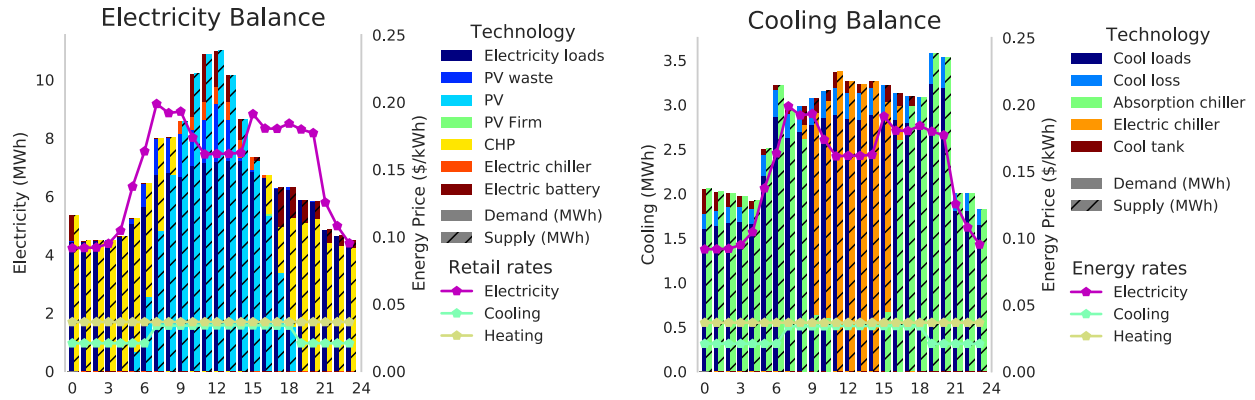 Electricity Balance
Electricity (MWh)
10
8
6
4
2
0
0 3 6 9 12 15 18 21 24
0.25
0.20
0.15
0.10
0.05
0.00
Energy Price ($/kWh)
Technology
Electricity loads
PV waste
PV
PV Firm
CHP
Electric chiller
Electric battery
Demand (MWh)
Supply (MWh)
Retail rates
Electricity
Cooling
Heating
Cooling Balance
Cooling (MWh)
3.5
3.0
2.5
2.0
1.5
1.0
0.5
0.0
0 3 6 9 12 15 18 21 24
0.25
0.20
0.15
0.10
0.05
0.00
Energy Price ($/kWh)
Technology
Cool loads
Cool loss
Absorption chiller
Electric chiller
Cool tank
Demand (MWh)
Supply (MWh)
Energy rates
Electricity
Cooling
Heating